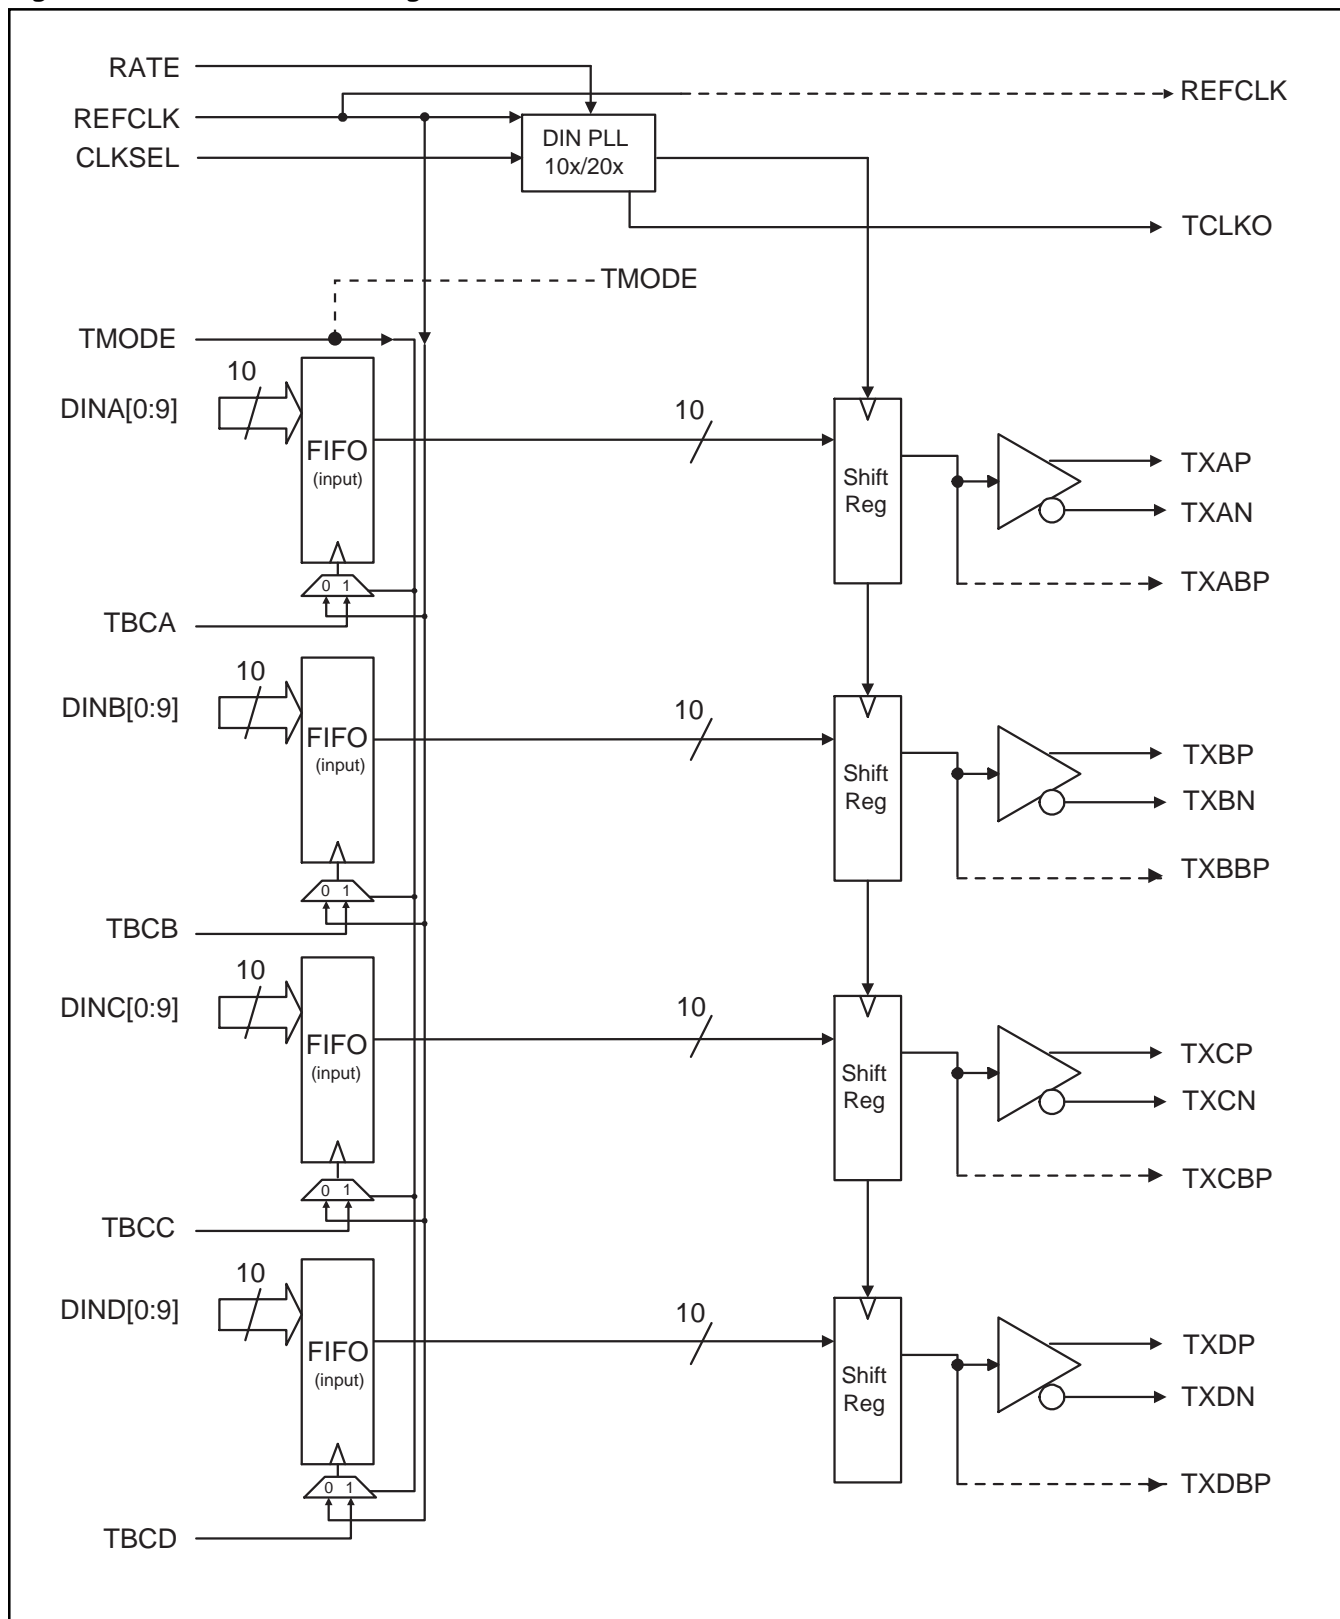 RATE
REFCLK
REFCLK
CLKSEL
DIN PLL
10x/20x
TCLKO
TMODE
TMODE
10
DINA[0:9]
FIFO
(input)
10
Shift
Reg
TXAP
TXAN
TXABP
0 1
TBCA
10
DINB[0:9]
FIFO
(input)
10
Shift
Reg
TXBP
TXBN
TXBBP
0 1
TBCB
10
DINC[0:9]
FIFO
(input)
10
Shift
Reg
TXCP
TXCN
TXCBP
0 1
TBCC
10
DIND[0:9]
FIFO
(input)
10
Shift
Reg
TXDP
TXDN
TXDBP
0 1
TBCD